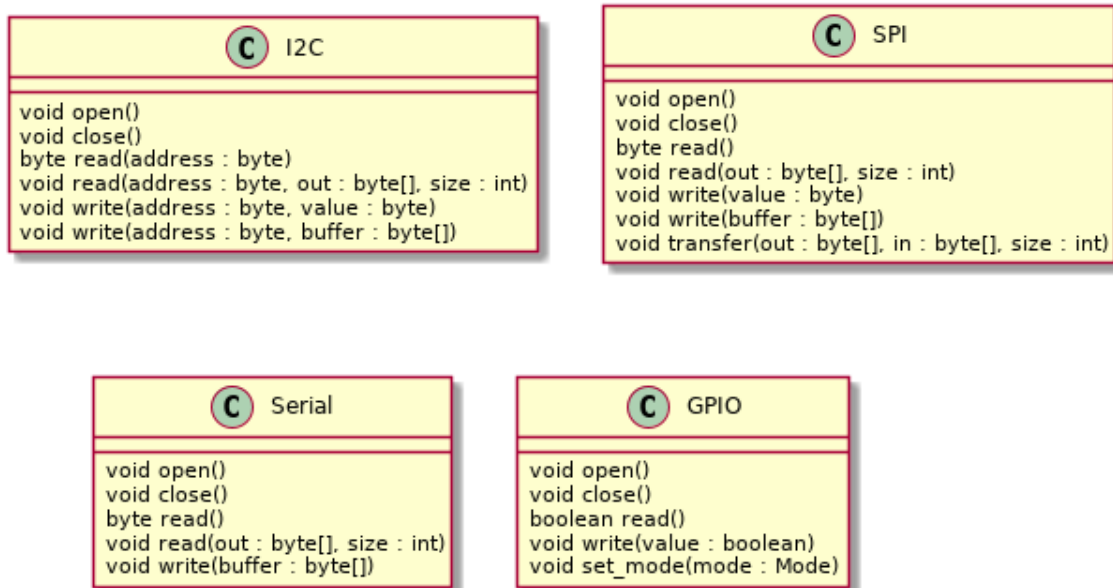 C I2C
void open()
void close()
byte read(address : byte)
void read(address : byte, out : byte[], size : int)
void write(address : byte, value : byte)
void write(address : byte, buffer : byte[])
C SPI
void open()
void close()
byte read()
void read(out : byte[], size : int)
void write(value : byte)
void write(buffer : byte[])
void transfer(out : byte[], in : byte[], size : int)
C Serial
void open()
void close()
byte read()
void read(out : byte[], size : int)
void write(buffer : byte[])
C GPIO
void open()
void close()
boolean read()
void write(value : boolean)
void set_mode(mode : Mode)